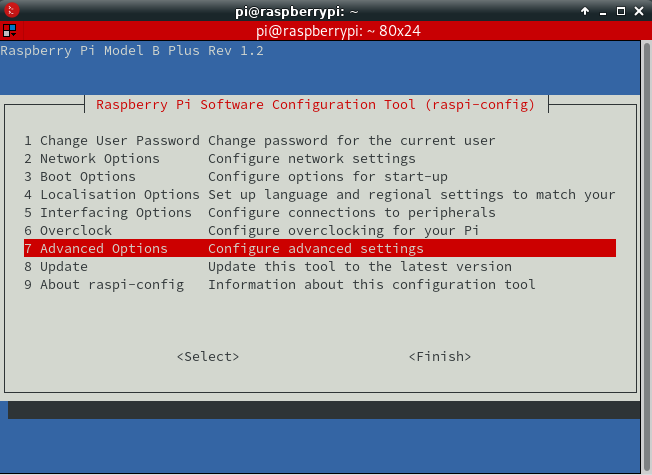 pi@raspberrypi: ~
pi@raspberrypi: ~ 80x24
Raspberry Pi Model B Plus Rev 1.2
Raspberry Pi Software Configuration Tool (raspi-config)
1 Change User Password Change password for the current user
2 Network Options Configure network settings
3 Boot Options Configure options for start-up
4 Localisation Options Set up language and regional settings to match your
5 Interfacing Options Configure connections to peripherals
6 Overclock Configure overclocking for your Pi
7 Advanced Options Configure advanced settings
8 Update Update this tool to the latest version
9 About raspi-config Information about this configuration tool
<Select> <Finish>